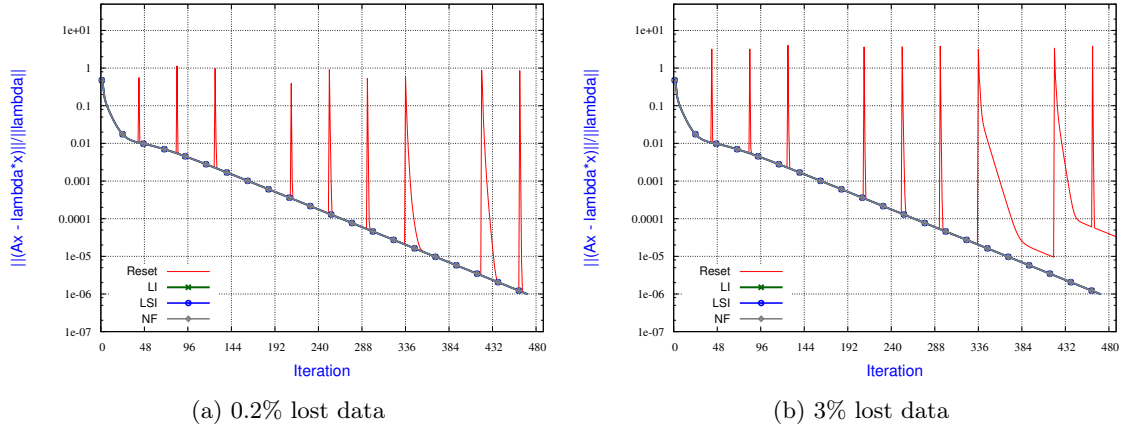 ||(Ax - lambda*x)||/||lambda||
1e+01
1
0.1
0.01
0.001
0.0001
1e-05
1e-06
1e-07
Reset
LI
LSI
NF
0 48 96 144 192 240 288 336 384 432 480
Iteration
(a) 0.2% lost data
||(Ax - lambda*x)||/||lambda||
1e+01
1
0.1
0.01
0.001
0.0001
1e-05
1e-06
1e-07
Reset
LI
LSI
NF
0 48 96 144 192 240 288 336 384 432 480
Iteration
(b) 3% lost data